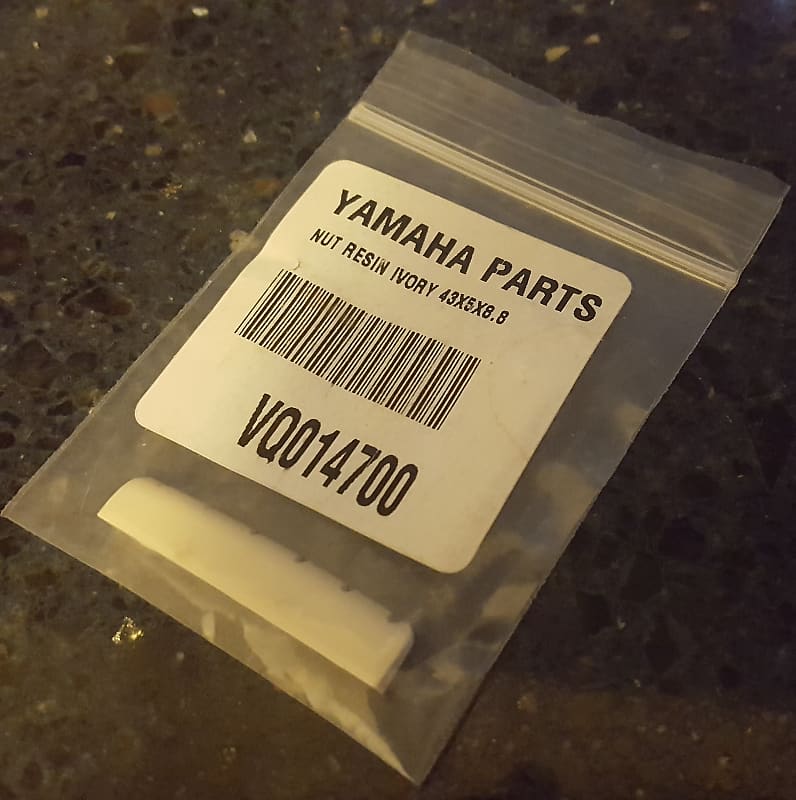 YAMAHA PARTS
NUT RESIN IVORY 43X5X8.8
VQ014700